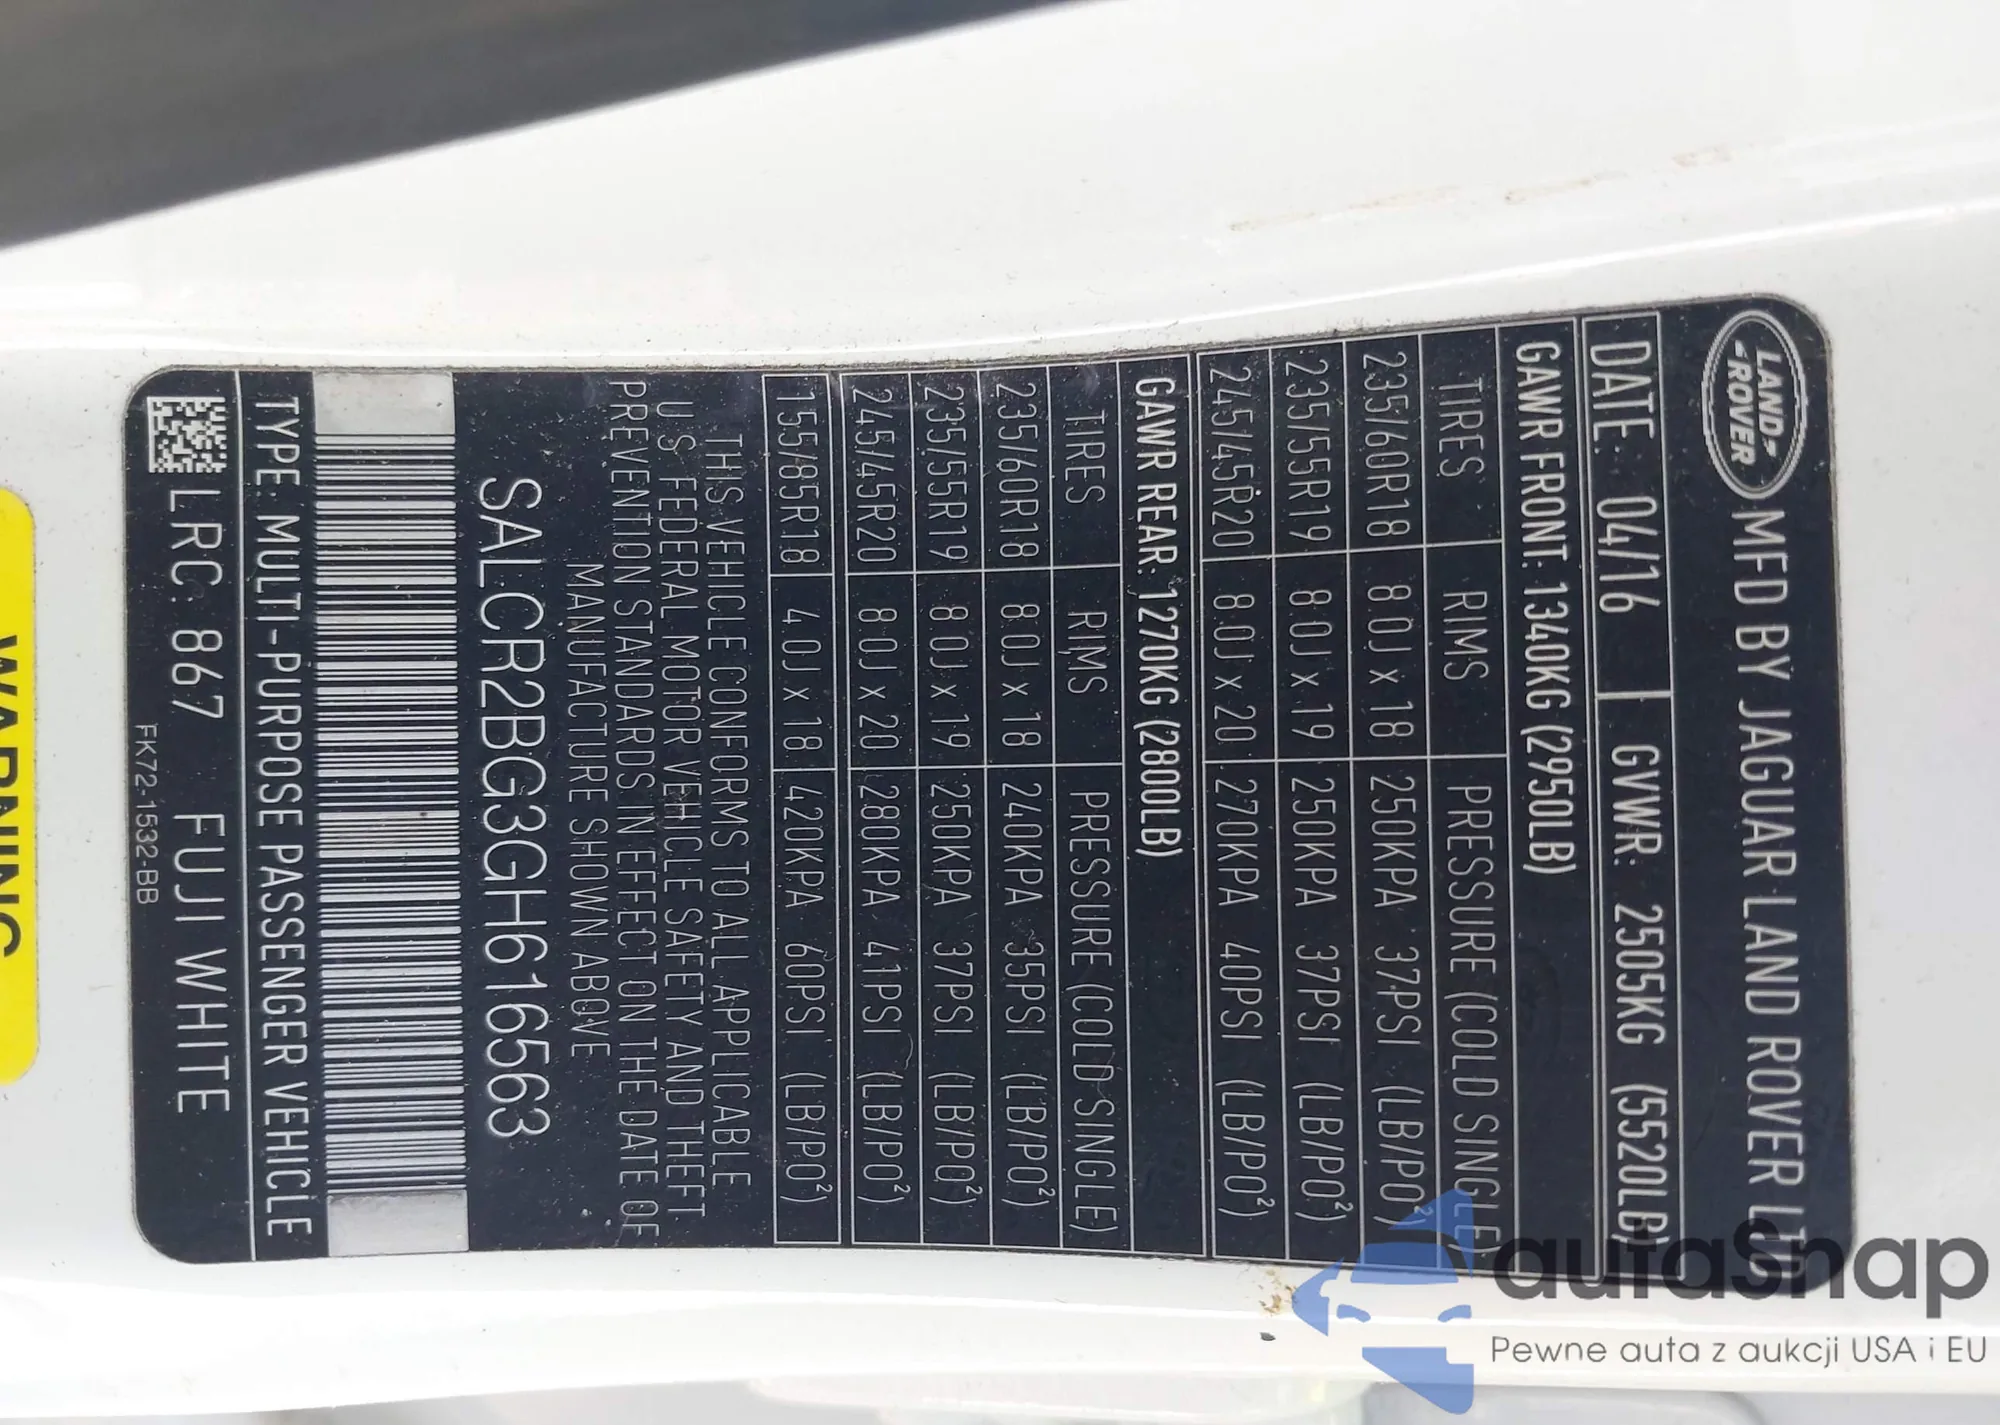 LAND-
-ROVER
MFD BY JAGUAR LAND ROVER LTD
DATE: 04/16 GVWR: 2505KG (5520LB)
GAWR FRONT: 1340KG (2950LB)
TIRES RIMS PRESSURE (COLD SINGLE)
235/60R18 8.0J x 18 250KPA 37PSI (LB/PO²)
235/55R19 8.0J x 19 250KPA 37PSI (LB/PO²)
245/45R20 8.0J x 20 270KPA 40PSI (LB/PO²)
GAWR REAR: 1270KG (2800LB)
TIRES RIMS PRESSURE (COLD SINGLE)
235/60R18 8.0J x 18 240KPA 35PSI (LB/PO²)
235/55R19 8.0J x 19 250KPA 37PSI (LB/PO²)
245/45R20 8.0J x 20 280KPA 41PSI (LB/PO²)
155/85R18 4.0J x 18 420KPA 60PSI (LB/PO²)
THIS VEHICLE CONFORMS TO ALL APPLICABLE
U S FEDERAL MOTOR VEHICLE SAFETY AND THEFT
PREVENTION STANDARDS IN EFFECT ON THE DATE OF
MANUFACTURE SHOWN ABOVE
SALCR2BG3GH616563
TYPE: MULTI-PURPOSE PASSENGER VEHICLE
LRC: 867 FUJI WHITE
FK72-1532-BB
WARNING
autaSnap
Pewne auta z aukcji USA i EU